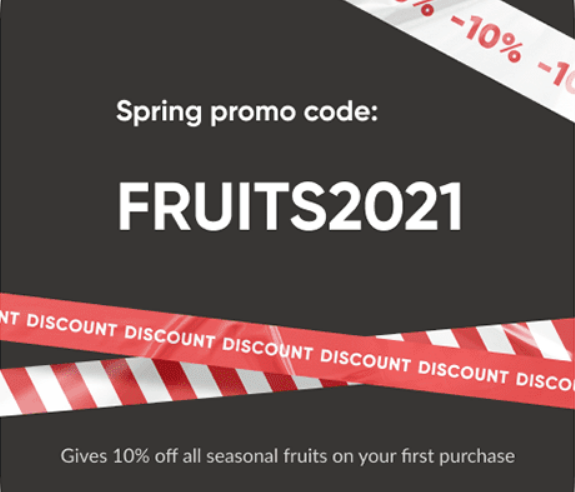 % -10% -10
Spring promo code:
FRUITS2021
NT DISCOUNT DISCOUNT DISCOUNT DISCOUNT DISCOUNT DISCO
Gives 10% off all seasonal fruits on your first purchase